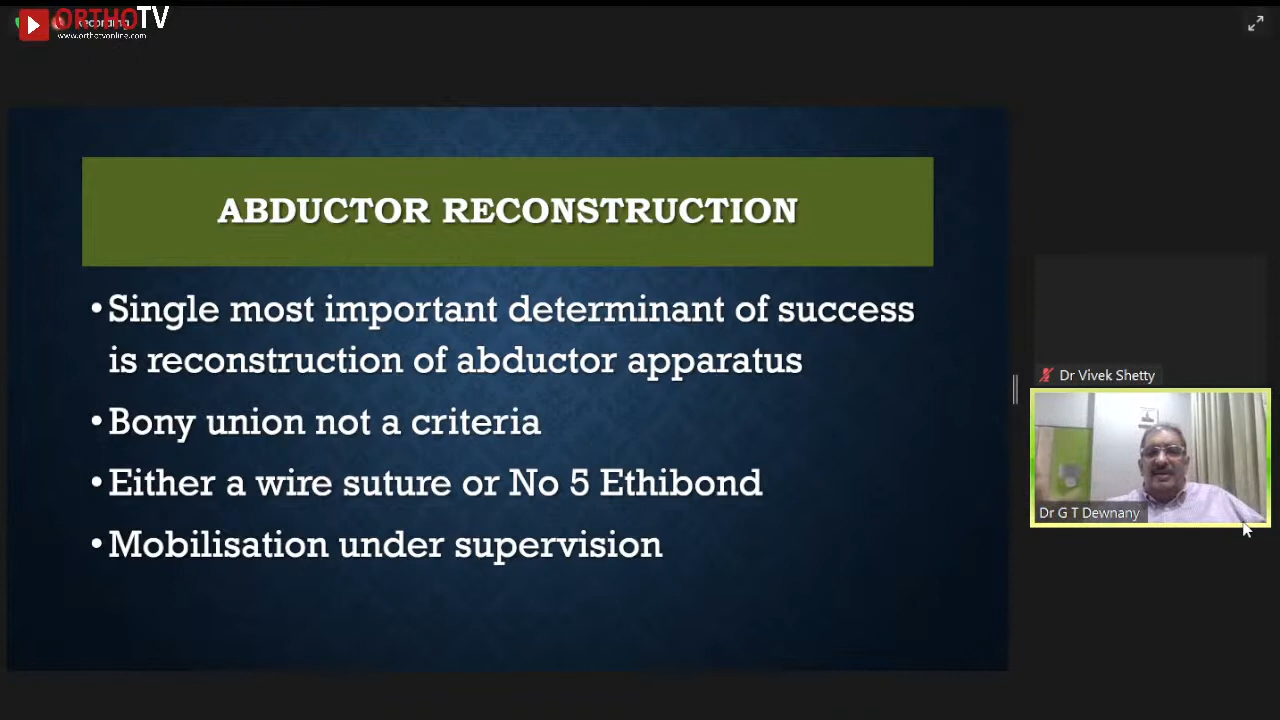 ORTHOTV
Recording
www.orthotvonline.com
ABDUCTOR RECONSTRUCTION
•Single most important determinant of success
is reconstruction of abductor apparatus
•Bony union not a criteria
•Either a wire suture or No 5 Ethibond
•Mobilisation under supervision
Dr Vivek Shetty
Dr G T Dewnany